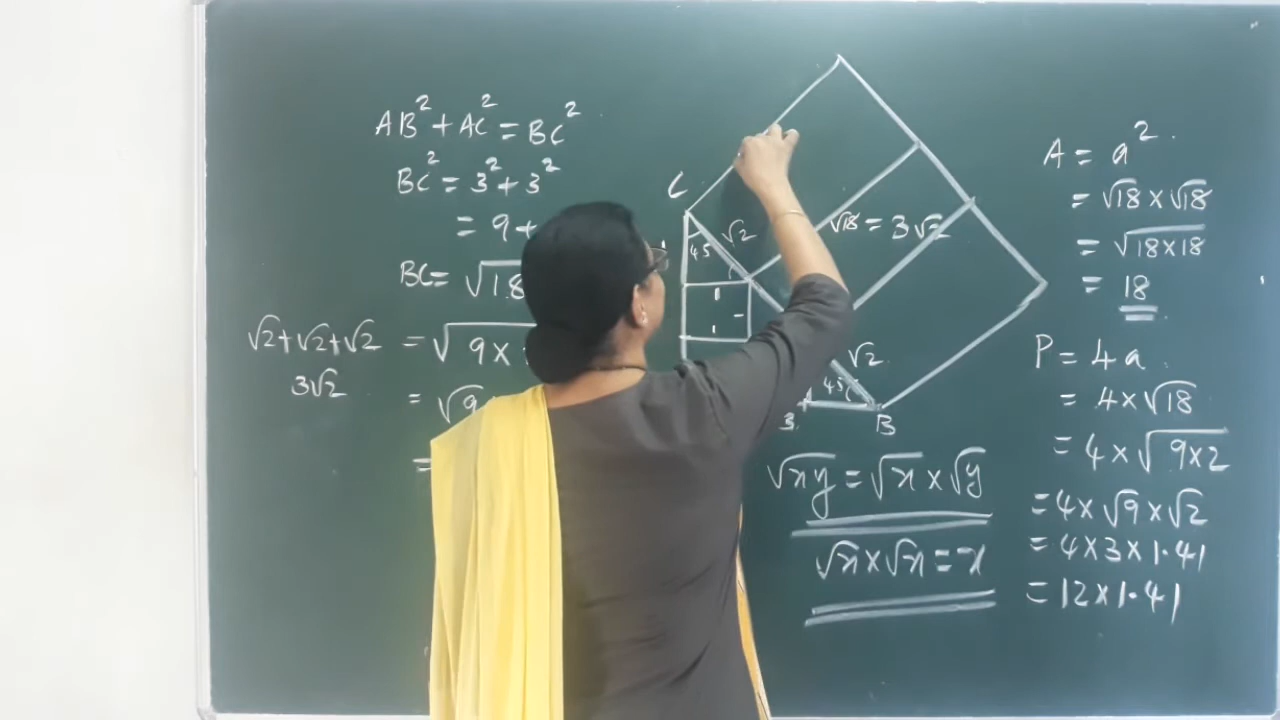 AB² + AC² = BC²
BC² = 3² + 3²
= 9 +
BC = √18
√2 + √2 + √2 = √9 ×
3√2
= √9
=
C
45
√2
1
1
√18 = 3√2
√2
45
3
B
√xy = √x × √y
√x × √x = x
A = a²
= √18 × √18
= √18 × 18
= 18
P = 4a
= 4 × √18
= 4 × √9 × 2
= 4 × √9 × √2
= 4 × 3 × 1.41
= 12 × 1.41